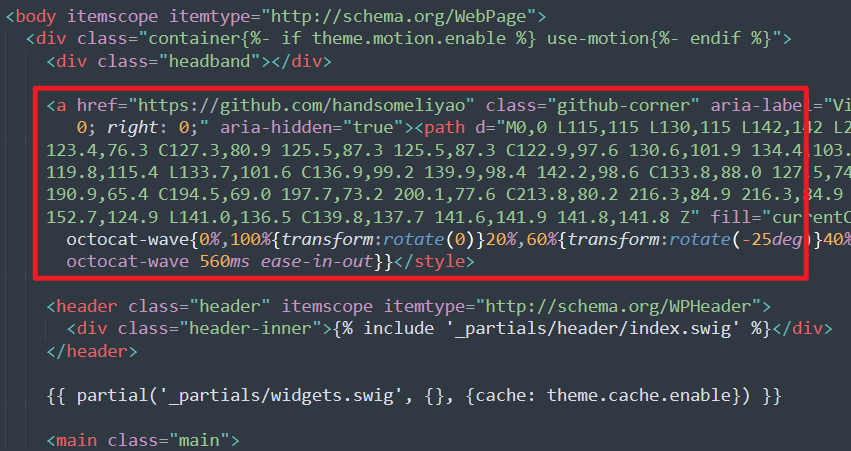 <body itemscope itemtype="http://schema.org/WebPage">
<div class="container{%- if theme.motion.enable %} use-motion{%- endif %}">
<div class="headband"></div>
<a href="https://github.com/handsomeliyao" class="github-corner" aria-label="Vi
0; right: 0;" aria-hidden="true"><path d="M0,0 L115,115 L130,115 L142,142 L2
123.4,76.3 C127.3,80.9 125.5,87.3 125.5,87.3 C122.9,97.6 130.6,101.9 134.4,103.
119.8,115.4 L133.7,101.6 C136.9,99.2 139.9,98.4 142.2,98.6 C133.8,88.0 127.5,74
190.9,65.4 C194.5,69.0 197.7,73.2 200.1,77.6 C213.8,80.2 216.3,84.9 216.3,84.9
152.7,124.9 L141.0,136.5 C139.8,137.7 141.6,141.9 141.8,141.8 Z" fill="currentC
octocat-wave{0%,100%{transform:rotate(0)}20%,60%{transform:rotate(-25deg)}40%
octocat-wave 560ms ease-in-out}}</style>
<header class="header" itemscope itemtype="http://schema.org/WPHeader">
<div class="header-inner">{% include '_partials/header/index.swig' %}</div>
</header>
{{ partial('_partials/widgets.swig', {}, {cache: theme.cache.enable}) }}
<main class="main">